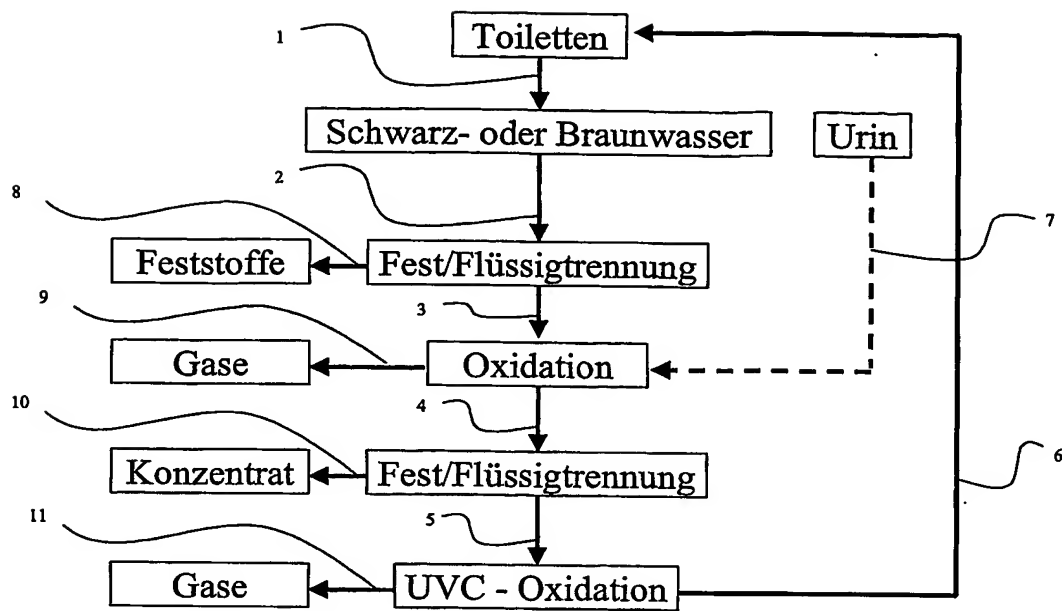 1
Toiletten
Schwarz- oder Braunwasser
Urin
2
8
7
Feststoffe
Fest/Flüssigtrennung
9
3
Gase
Oxidation
10
4
Konzentrat
Fest/Flüssigtrennung
6
11
5
Gase
UVC - Oxidation